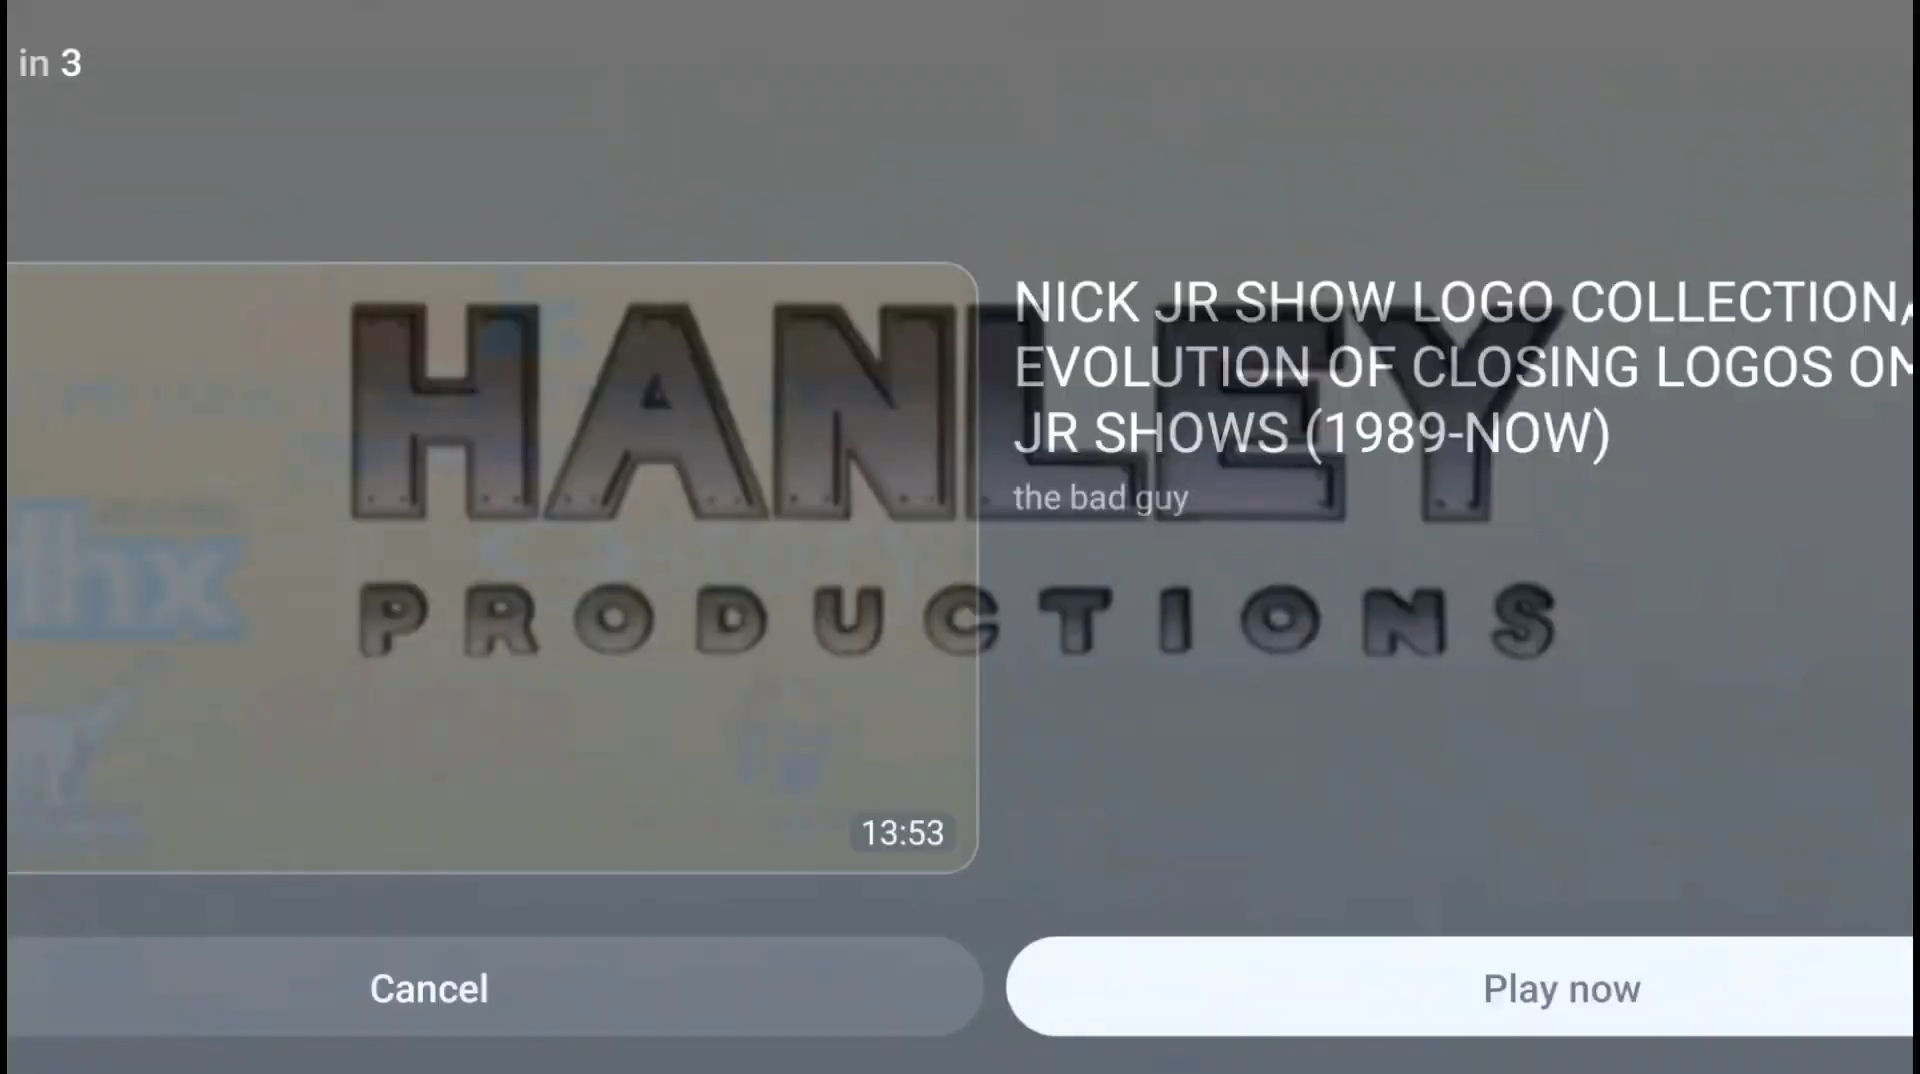 in 3
HANLEY
PRODUCTIONS
NICK JR SHOW LOGO COLLECTION,
EVOLUTION OF CLOSING LOGOS ON
JR SHOWS (1989-NOW)
the bad guy
dhx
13:53
Cancel
Play now